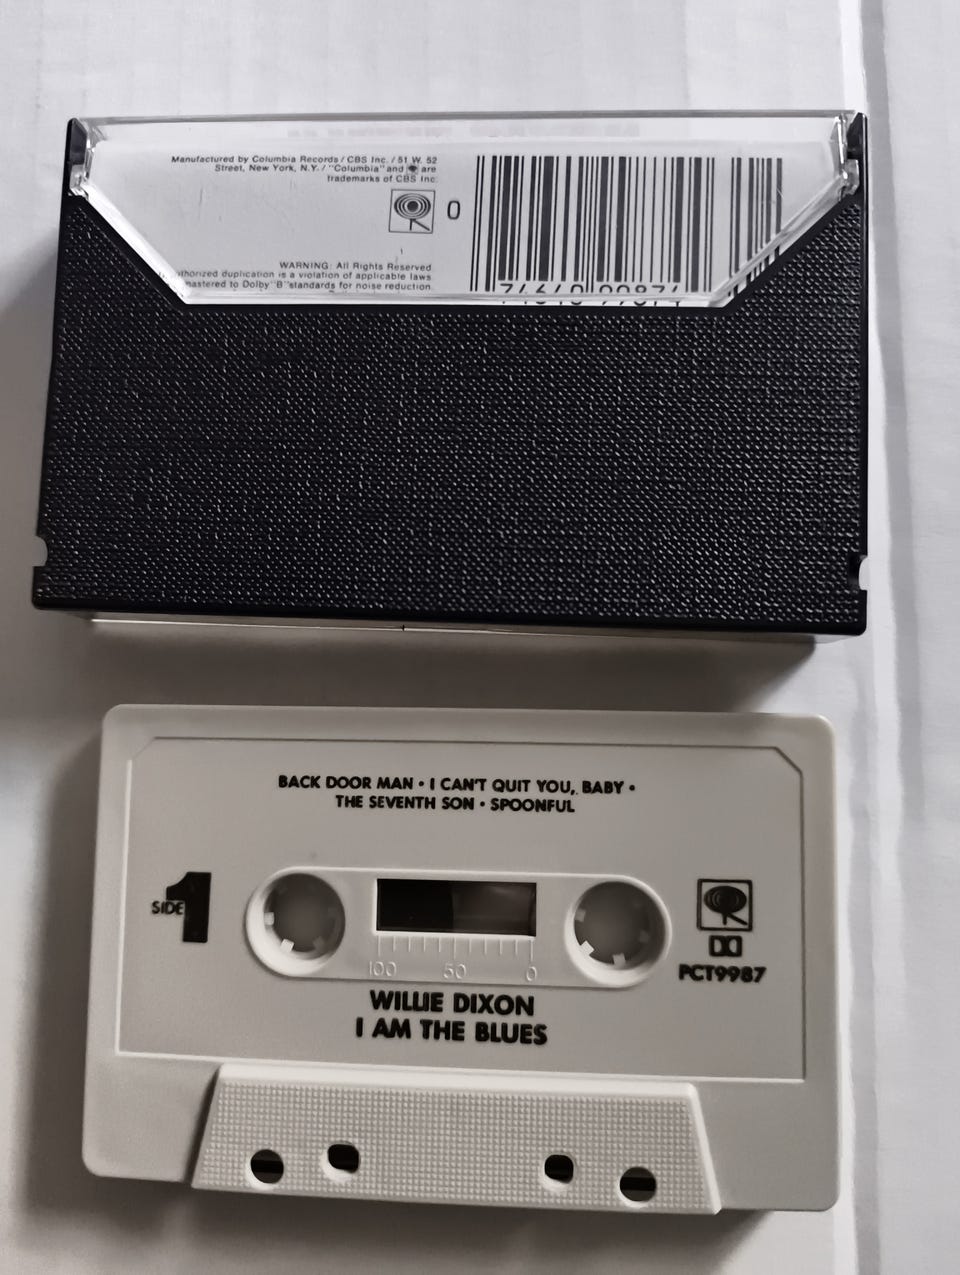 Manufactured by Columbia Records / CBS Inc. / 51 W. 52
Street, New York, N.Y. / "Columbia" and are
trademarks of CBS Inc.
0
WARNING: All Rights Reserved.
duplication is a violation of applicable laws.
mastered to Dolby "B" standards for noise reduction.
74640 99874
BACK DOOR MAN • I CAN'T QUIT YOU, BABY •
THE SEVENTH SON • SPOONFUL
SIDE 1
100 50 0
PCT9987
WILLIE DIXON
I AM THE BLUES